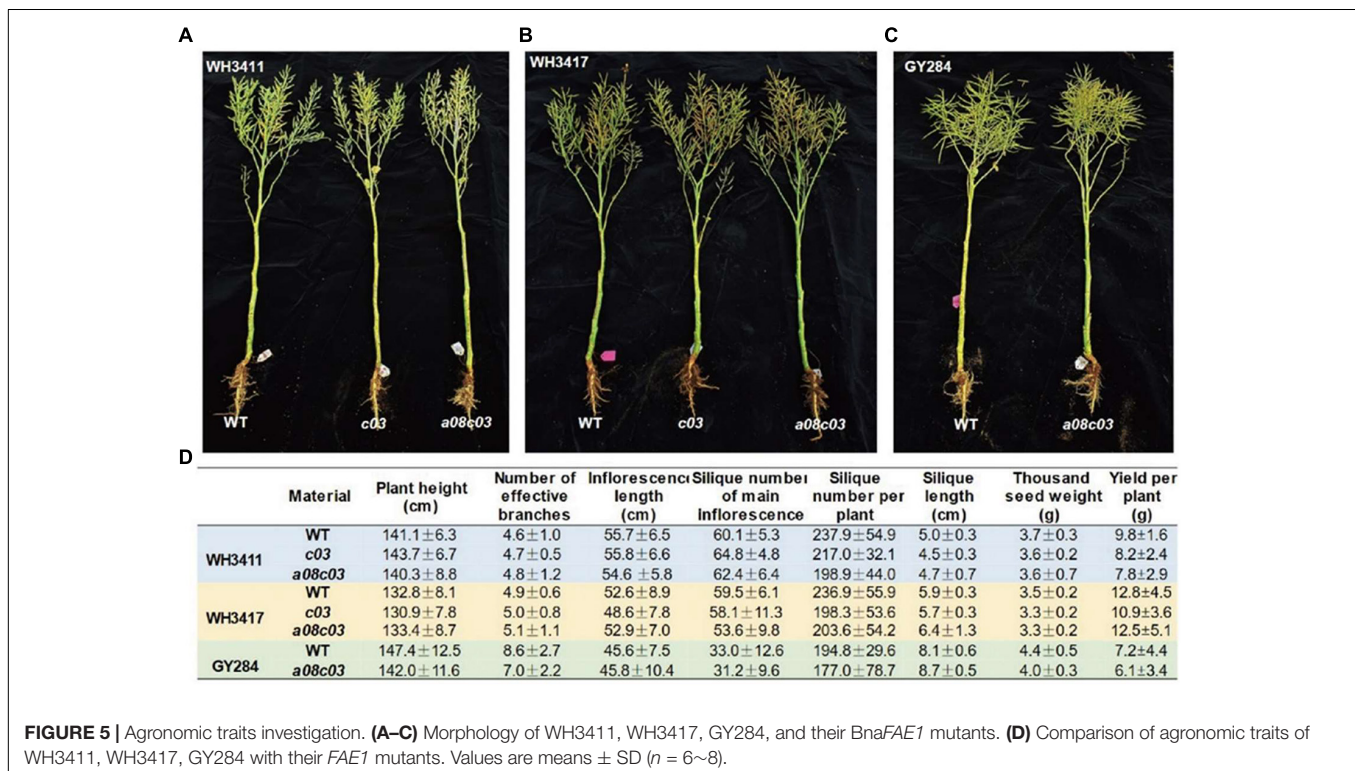 A
B
C
WH3411
WH3417
GY284
WT
c03
a08c03
WT
c03
a08c03
WT
a08c03
D
Material
Plant height
(cm)
Number of
effective
branches
Inflorescence
length
(cm)
Silique number
of main
inflorescence
Silique
number per
plant
Silique
length
(cm)
Thousand
seed weight
(g)
Yield per
plant
(g)
WH3411
WT 141.1±6.3 4.6±1.0 55.7±6.5 60.1±5.3 237.9±54.9 5.0±0.3 3.7±0.3 9.8±1.6
c03 143.7±6.7 4.7±0.5 55.8±6.6 64.8±4.8 217.0±32.1 4.5±0.3 3.6±0.2 8.2±2.4
a08c03 140.3±8.8 4.8±1.2 54.6 ±5.8 62.4±6.4 198.9±44.0 4.7±0.7 3.6±0.7 7.8±2.9
WH3417
WT 132.8±8.1 4.9±0.6 52.6±8.9 59.5±6.1 236.9±55.9 5.9±0.3 3.5±0.2 12.8±4.5
c03 130.9±7.8 5.0±0.8 48.6±7.8 58.1±11.3 198.3±53.6 5.7±0.3 3.3±0.2 10.9±3.6
a08c03 133.4±8.7 5.1±1.1 52.9±7.0 53.6±9.8 203.6±54.2 6.4±1.3 3.3±0.2 12.5±5.1
GY284
WT 147.4±12.5 8.6±2.7 45.6±7.5 33.0±12.6 194.8±29.6 8.1±0.6 4.4±0.5 7.2±4.4
a08c03 142.0±11.6 7.0±2.2 45.8±10.4 31.2±9.6 177.0±78.7 8.7±0.5 4.0±0.3 6.1±3.4
FIGURE 5 | Agronomic traits investigation. (A–C) Morphology of WH3411, WH3417, GY284, and their BnaFAE1 mutants. (D) Comparison of agronomic traits of
WH3411, WH3417, GY284 with their FAE1 mutants. Values are means ± SD (n = 6~8).